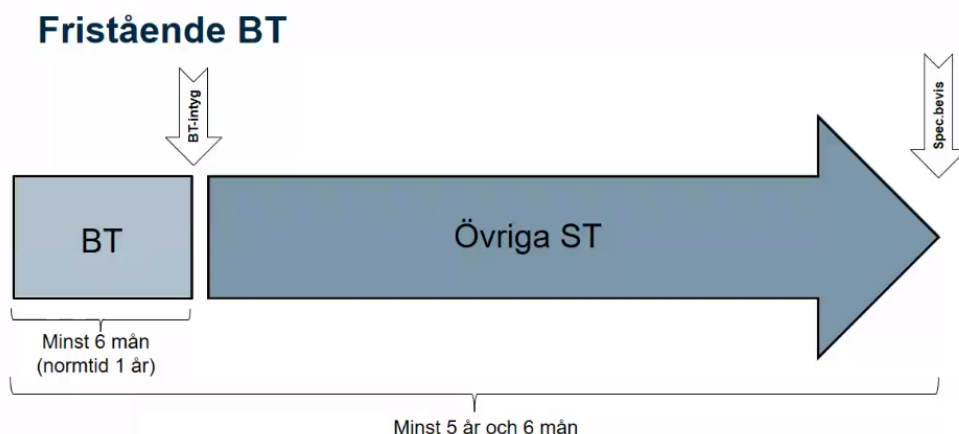 Fristående BT
BT-intyg
Spec.bevis
BT
Övriga ST
Minst 6 mån
(normtid 1 år)
Minst 5 år och 6 mån